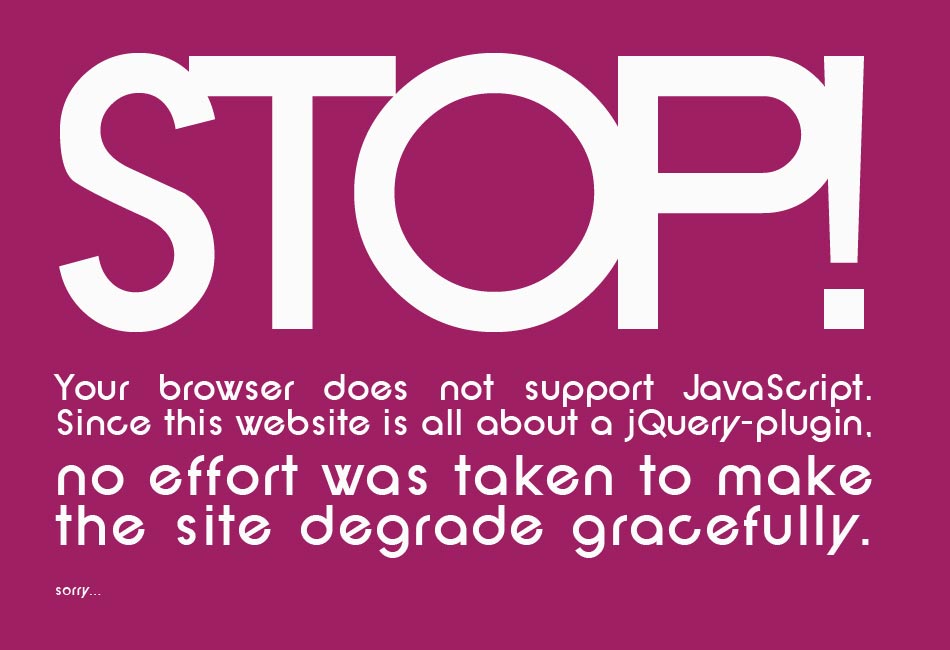 STOP!
Your browser does not support JavaScript.
Since this website is all about a jQuery-plugin,
no effort was taken to make
the site degrade gracefully.
sorry...